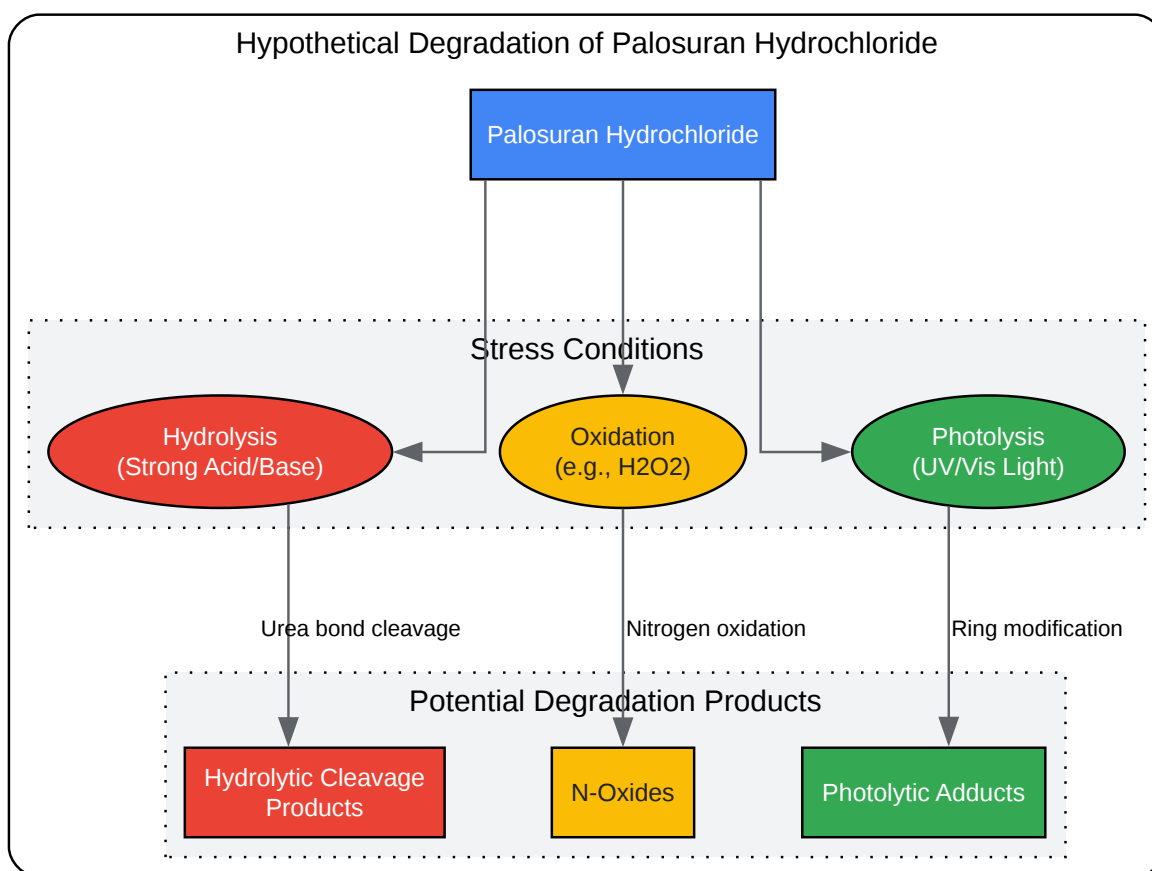 Hypothetical Degradation of Palosuran Hydrochloride
Palosuran Hydrochloride
Stress Conditions
Hydrolysis
(Strong Acid/Base)
Oxidation
(e.g., H2O2)
Photolysis
(UV/Vis Light)
Urea bond cleavage
Nitrogen oxidation
Ring modification
Potential Degradation Products
Hydrolytic Cleavage
Products
N-Oxides
Photolytic Adducts